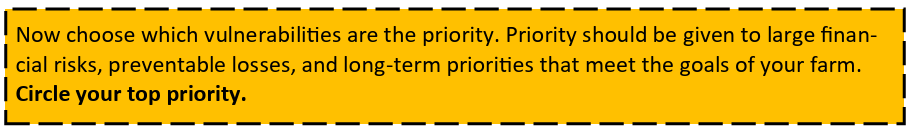 Now choose which vulnerabilities are the priority. Priority should be given to large finan-
cial risks, preventable losses, and long-term priorities that meet the goals of your farm.
Circle your top priority.